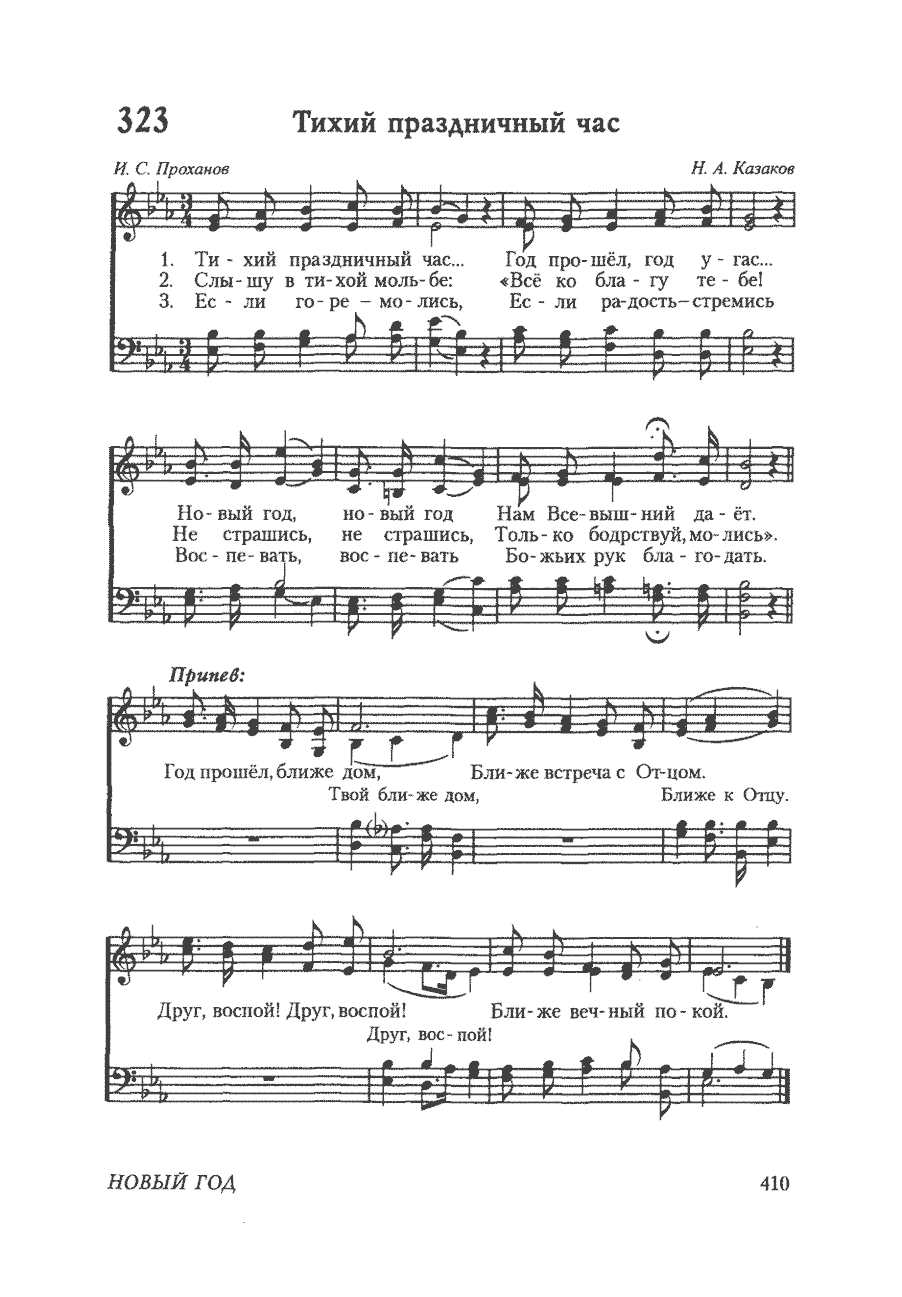 323 Тихий праздничный час
И. С. Проханов Н. А. Казаков
1. Ти - хий праздничный час... Год про-шёл, год у - гас...
2. Слы-шу в ти-хой моль-бе: «Всё ко бла - гу те - бе!
3. Ес - ли го-ре – мо-лись, Ес - ли ра-дость–стремись
Но-вый год, но-вый год Нам Все-выш-ний да-ёт.
Не страшись, не страшись, Толь-ко бодрствуй, мо-лись».
Вос-пе-вать, вос-пе-вать Бо-жьих рук бла-го-дать.
Припев:
Год прошёл, ближе дом, Бли-же встреча с От-цом.
Твой бли-же дом, Ближе к Отцу.
Друг, воспой! Друг, воспой! Бли-же веч-ный по-кой.
Друг, вос-пой!
НОВЫЙ ГОД 410